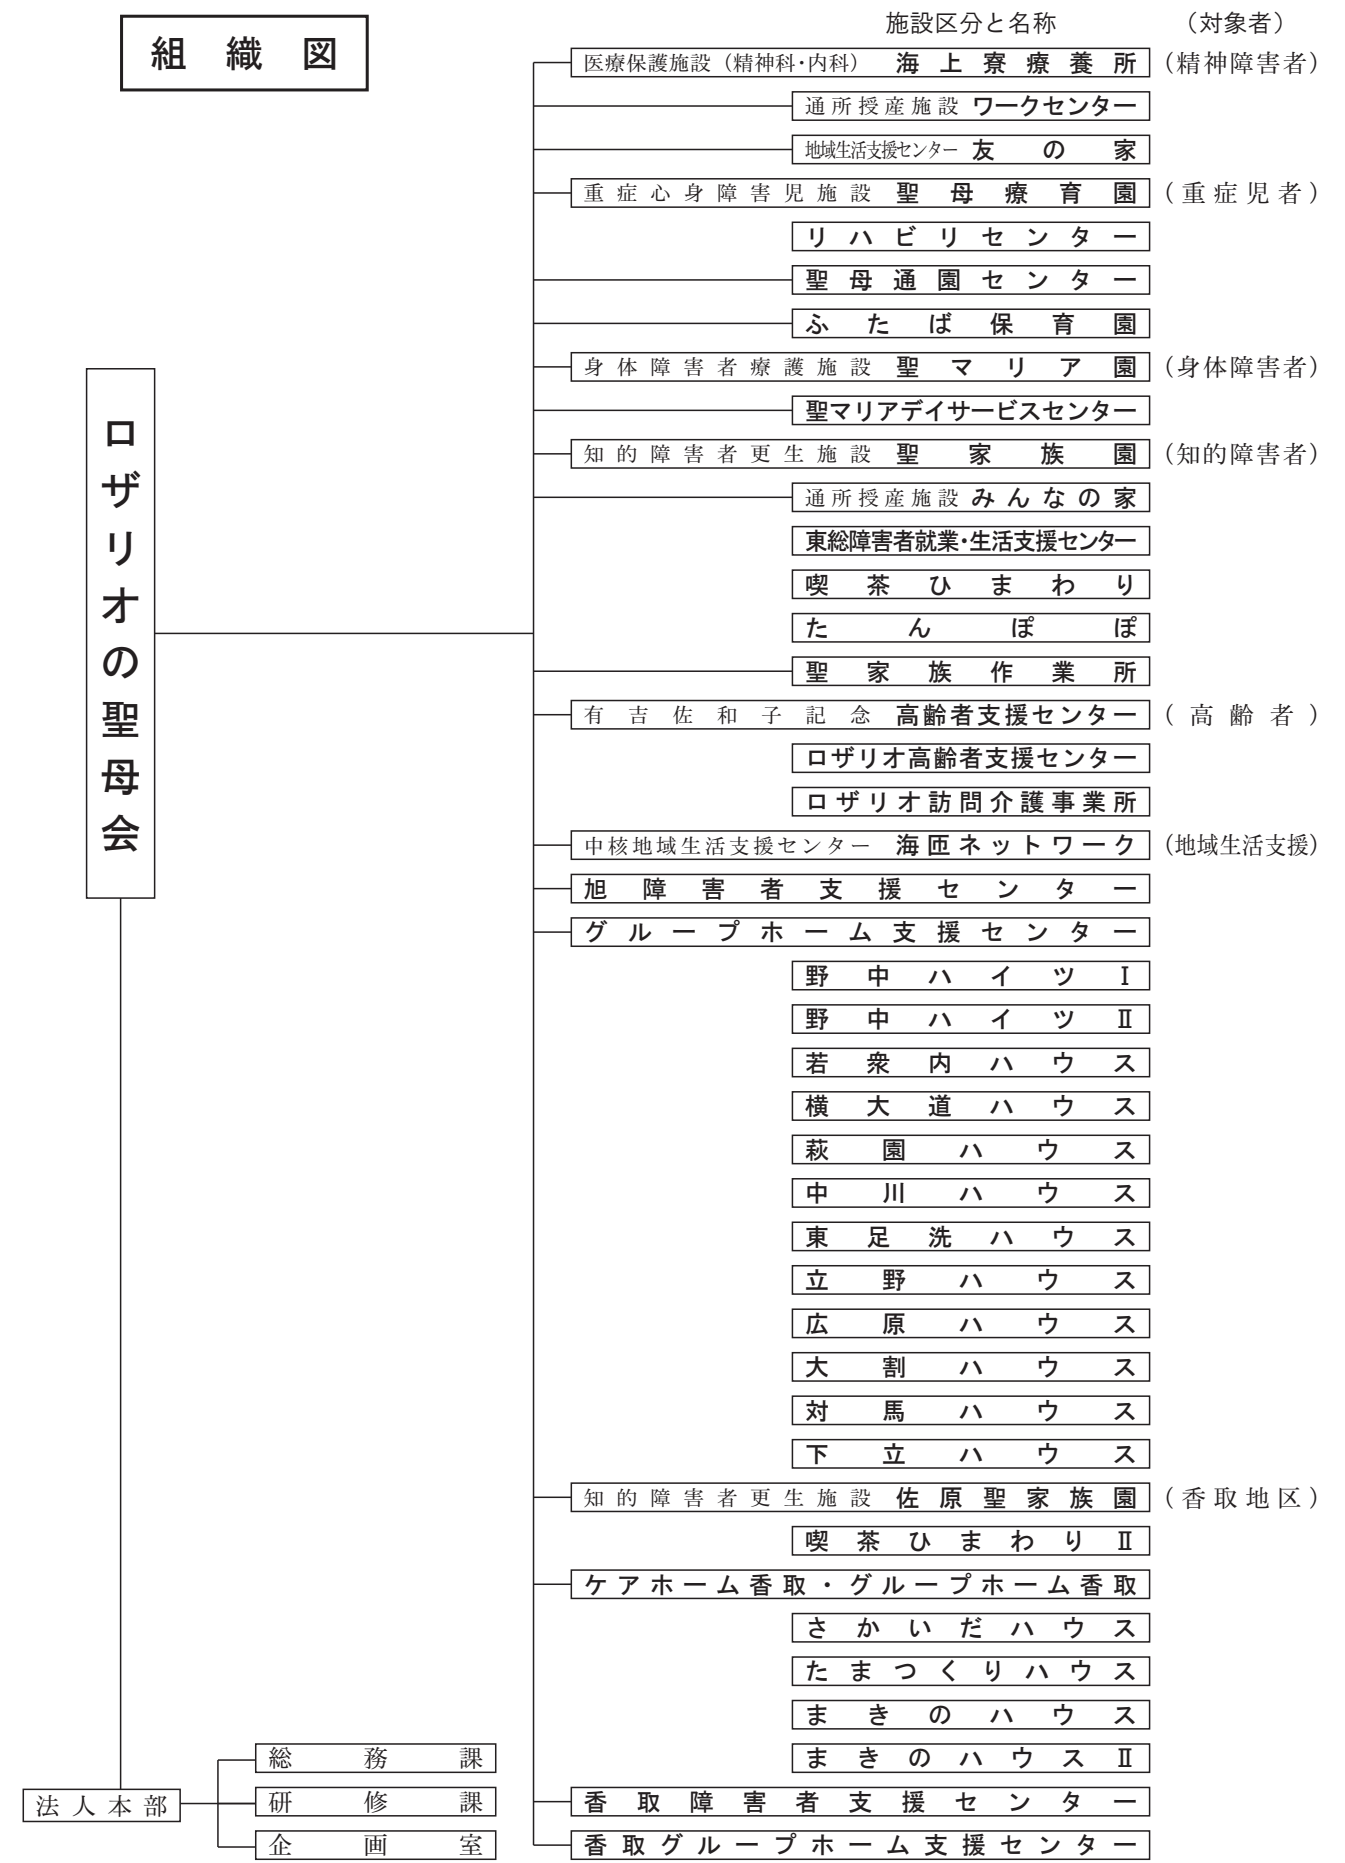 組織図
施設区分と名称 （対象者）
医療保護施設（精神科・内科） 海上寮療養所 （精神障害者）
通所授産施設 ワークセンター
地域生活支援センター 友の家
重症心身障害児施設 聖母療育園 （重症児者）
リハビリセンター
聖母通園センター
ふたば保育園
身体障害者療護施設 聖マリア園 （身体障害者）
聖マリアデイサービスセンター
知的障害者更生施設 聖家族園 （知的障害者）
通所授産施設 みんなの家
東総障害者就業・生活支援センター
喫茶ひまわり
たんぽぽ
聖家族作業所
有吉佐和子記念 高齢者支援センター （高齢者）
ロザリオ高齢者支援センター
ロザリオ訪問介護事業所
中核地域生活支援センター 海匝ネットワーク （地域生活支援）
旭障害者支援センター
グループホーム支援センター
野中ハイツⅠ
野中ハイツⅡ
若衆内ハウス
横大道ハウス
萩園ハウス
中川ハウス
東足洗ハウス
立野ハウス
広原ハウス
大割ハウス
対馬ハウス
下立ハウス
知的障害者更生施設 佐原聖家族園 （香取地区）
喫茶ひまわりⅡ
ケアホーム香取・グループホーム香取
さかいだハウス
たまつくりハウス
まきのハウス
まきのハウスⅡ
香取障害者支援センター
香取グループホーム支援センター
ロザリオの聖母会
法人本部
総務課
研修課
企画室